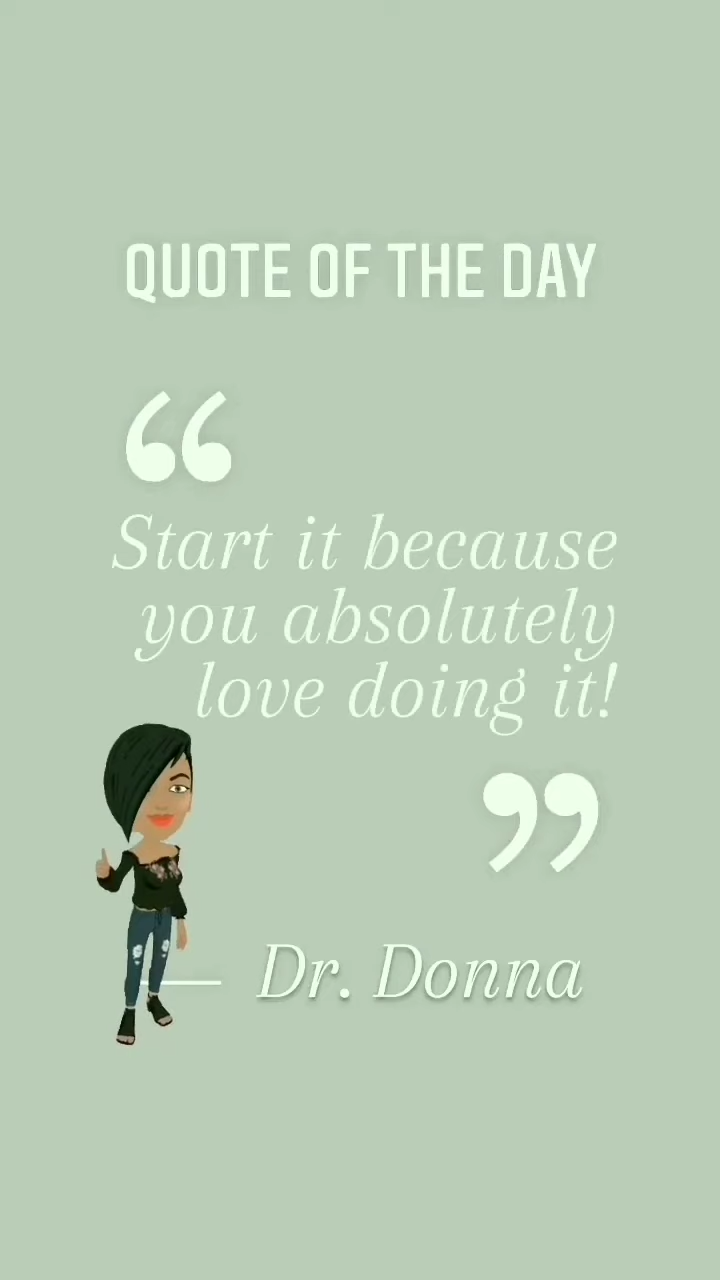 QUOTE OF THE DAY
“
Start it because
you absolutely
love doing it!
”
— Dr. Donna